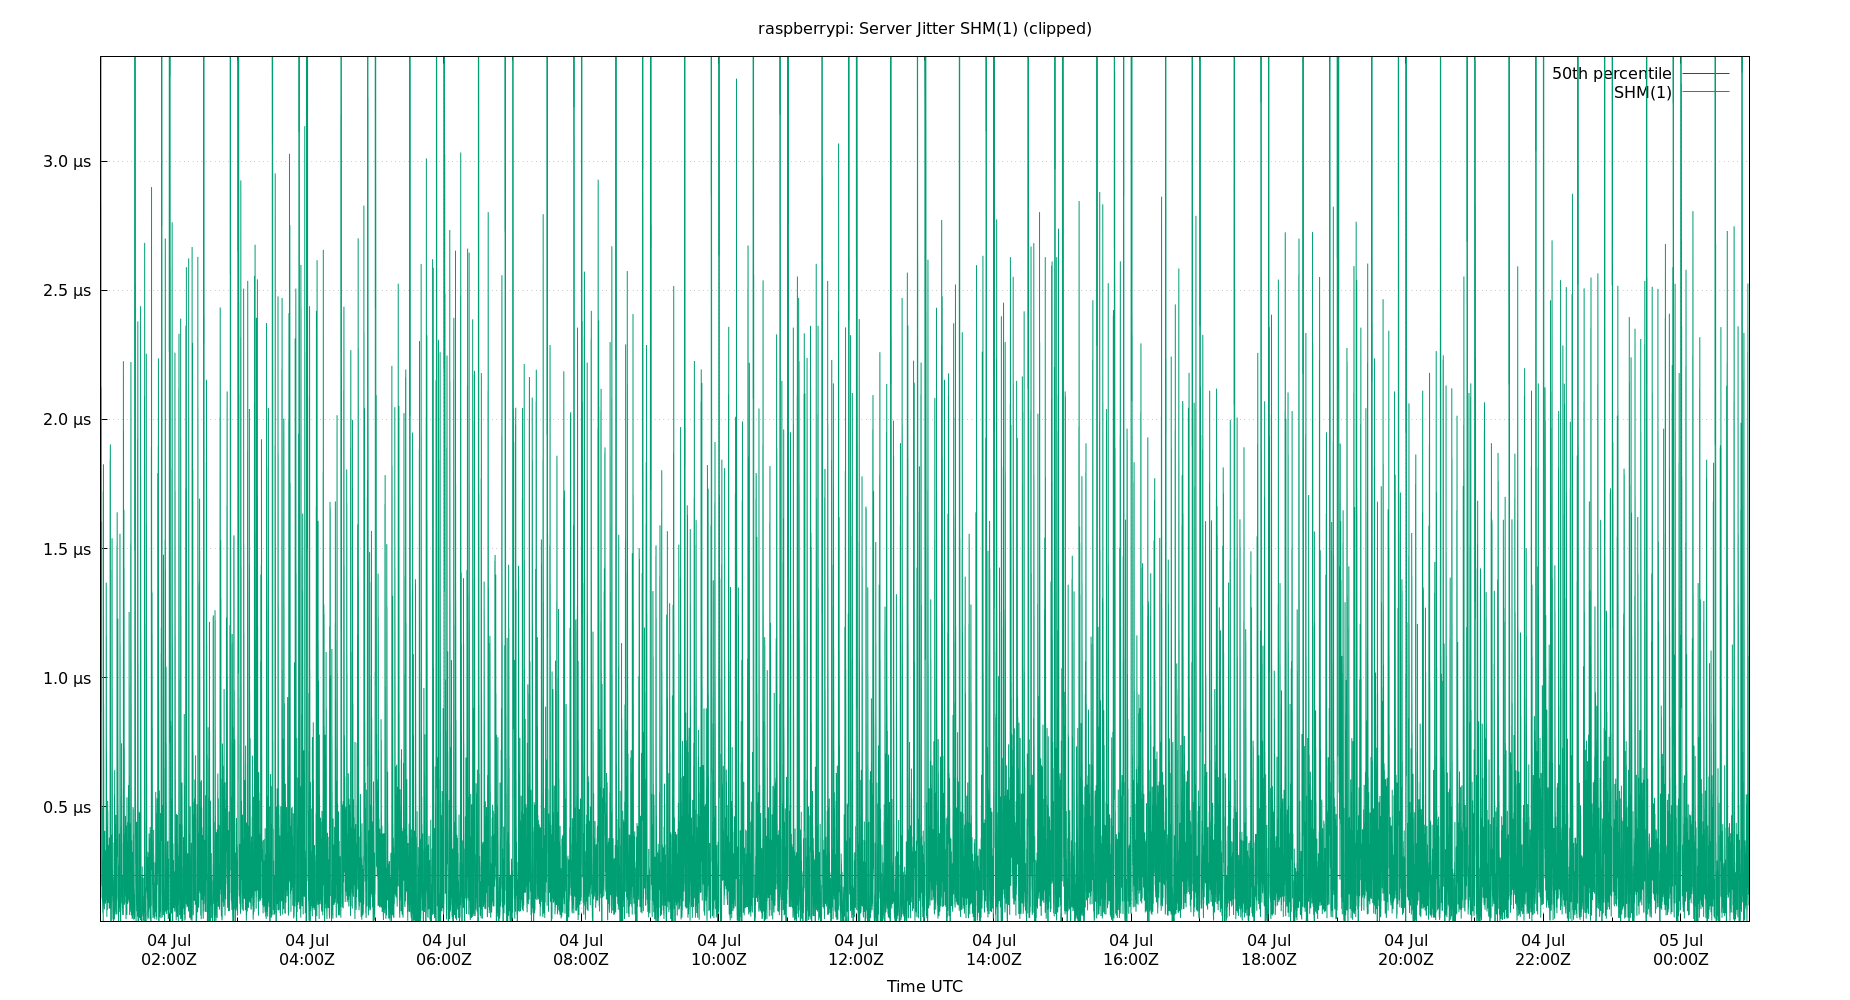 raspberrypi: Server Jitter SHM(1) (clipped)
50th percentile
SHM(1)
3.0 µs
2.5 µs
2.0 µs
1.5 µs
1.0 µs
0.5 µs
04 Jul 04 Jul 04 Jul 04 Jul 04 Jul 04 Jul 04 Jul 04 Jul 04 Jul 04 Jul 04 Jul 05 Jul
02:00Z 04:00Z 06:00Z 08:00Z 10:00Z 12:00Z 14:00Z 16:00Z 18:00Z 20:00Z 22:00Z 00:00Z
Time UTC